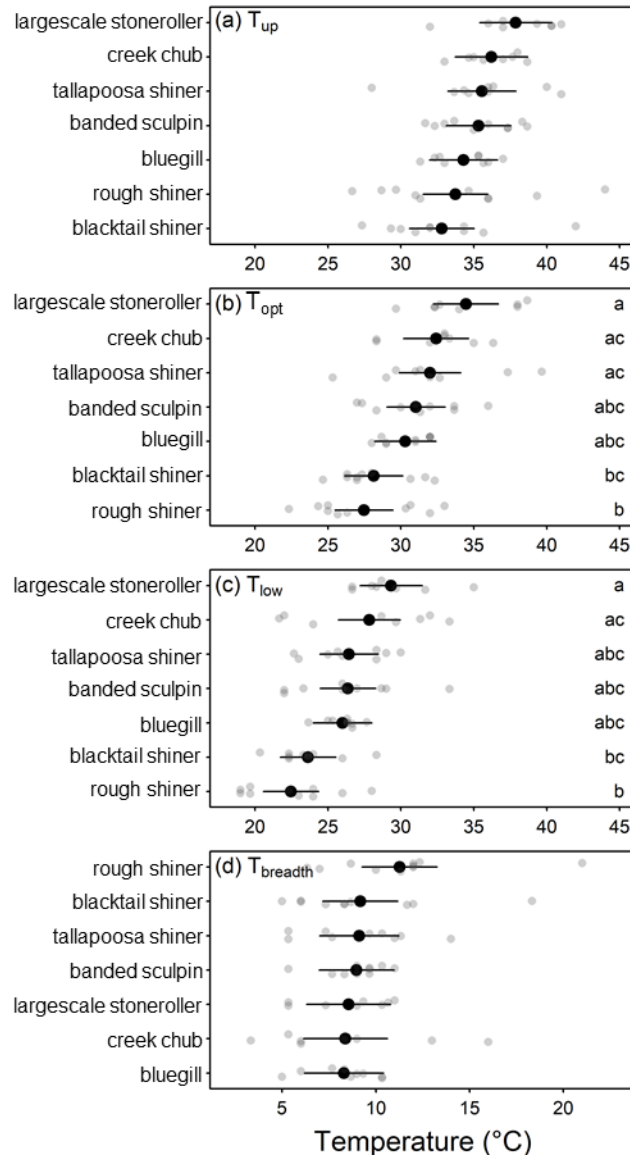 (a) Tup
largescale stoneroller
creek chub
tallapoosa shiner
banded sculpin
bluegill
rough shiner
blacktail shiner
20 25 30 35 40 45
(b) Topt
largescale stoneroller a
creek chub ac
tallapoosa shiner ac
banded sculpin abc
bluegill abc
blacktail shiner bc
rough shiner b
20 25 30 35 40 45
(c) Tlow
largescale stoneroller a
creek chub ac
tallapoosa shiner abc
banded sculpin abc
bluegill abc
blacktail shiner bc
rough shiner b
20 25 30 35 40 45
(d) Tbreadth
rough shiner
blacktail shiner
tallapoosa shiner
banded sculpin
largescale stoneroller
creek chub
bluegill
5 10 15 20
Temperature (°C)